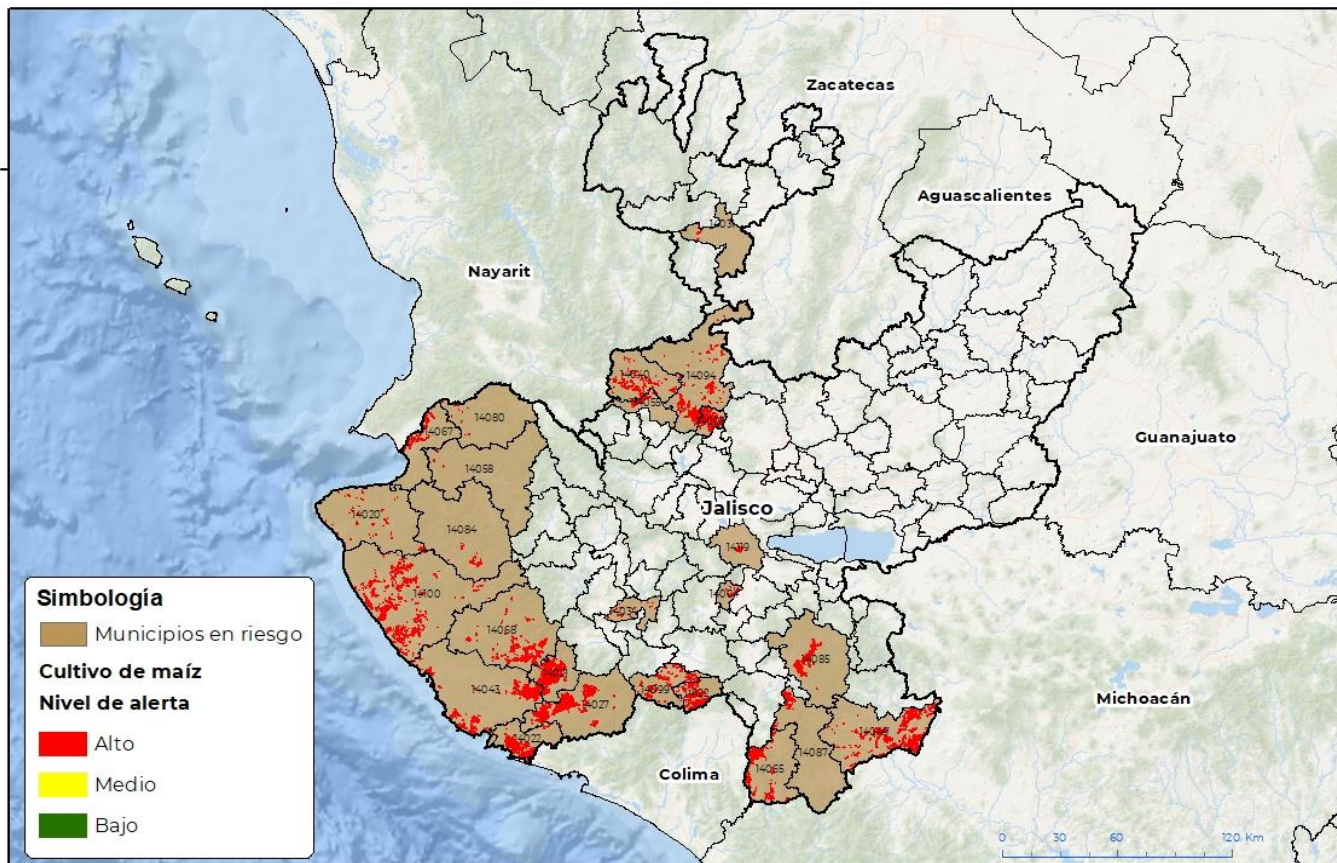 Zacatecas
Aguascalientes
Nayarit
14040
14094
14080
14067
Guanajuato
14058
Jalisco
14020
14084
14119
14100
14068
14085
14043
14027
14099
Michoacán
14022
14087
14065
Colima
Simbología
Municipios en riesgo
Cultivo de maíz
Nivel de alerta
Alto
Medio
Bajo
0 30 60 120 Km